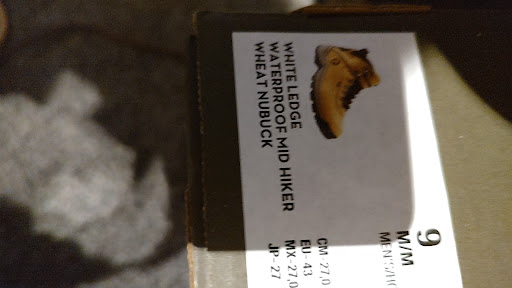 WHITE LEDGE
WATERPROOF MID HIKER
WHEAT NUBUCK
9
M/M
CM-27,0
EU-43
MX-27,0
JP-27